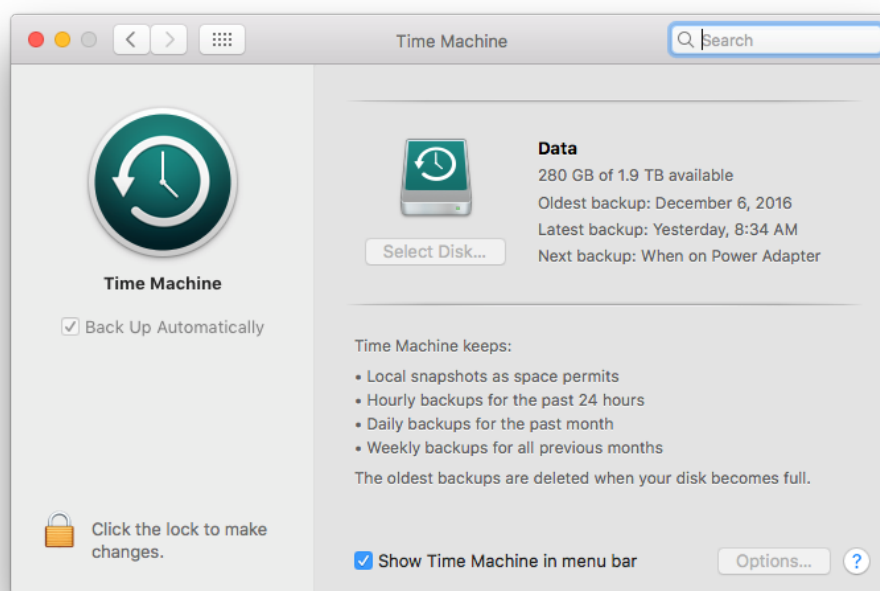 Time Machine
Search
Time Machine
Back Up Automatically
Click the lock to make
changes.
Data
280 GB of 1.9 TB available
Oldest backup: December 6, 2016
Latest backup: Yesterday, 8:34 AM
Next backup: When on Power Adapter
Select Disk...
Time Machine keeps:
• Local snapshots as space permits
• Hourly backups for the past 24 hours
• Daily backups for the past month
• Weekly backups for all previous months
The oldest backups are deleted when your disk becomes full.
Show Time Machine in menu bar
Options...
?